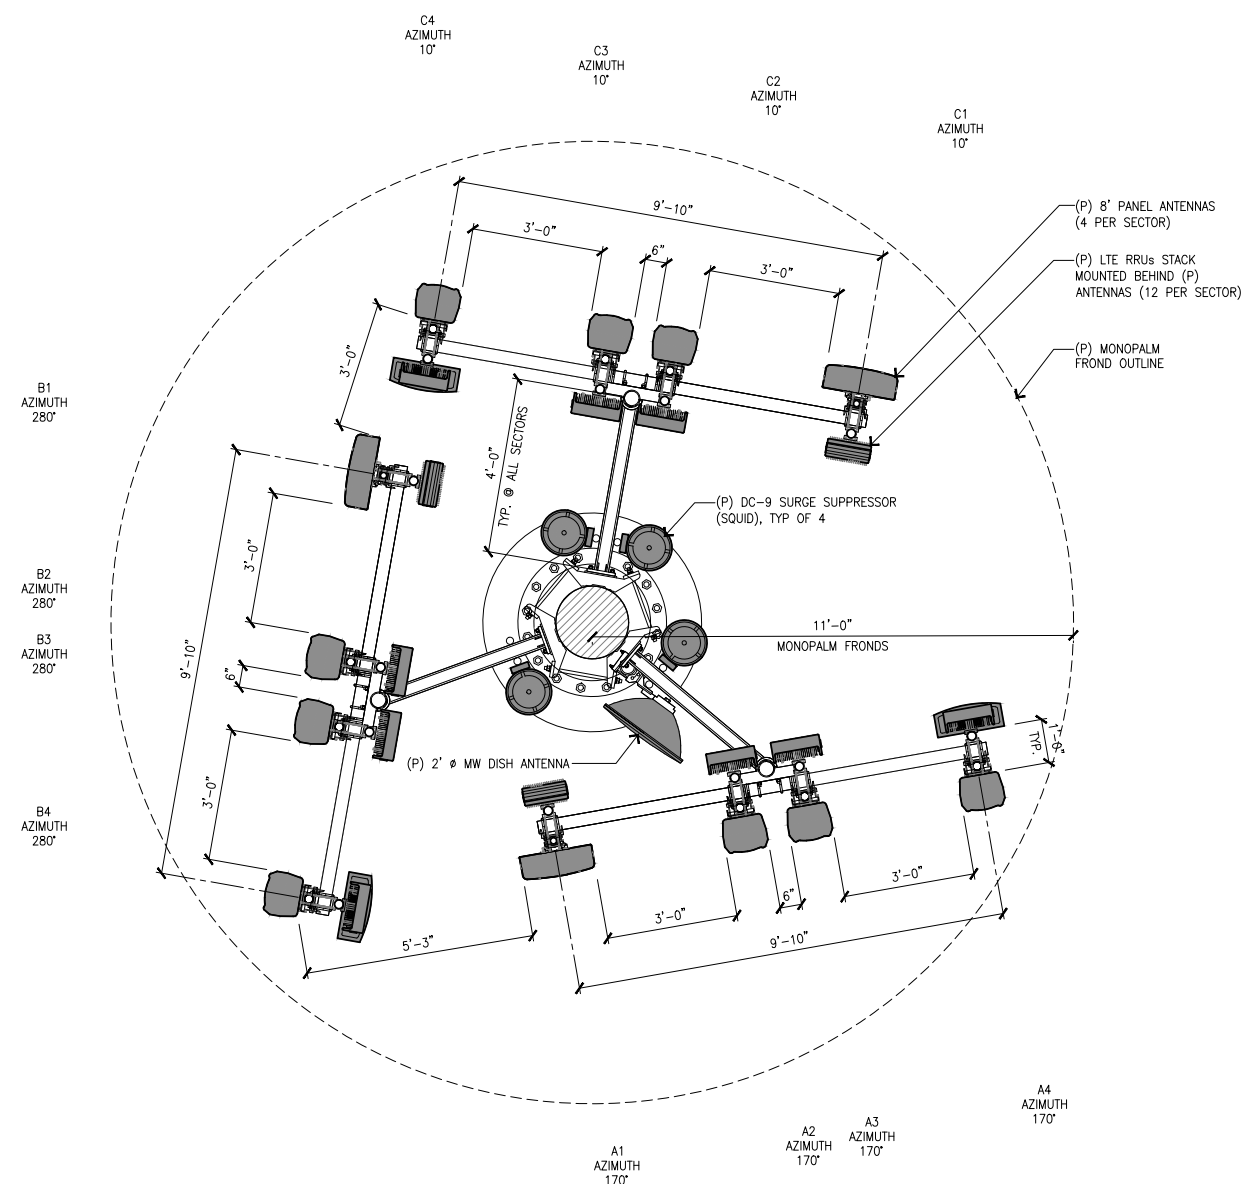 C4
AZIMUTH
10°
C3
AZIMUTH
10°
C2
AZIMUTH
10°
C1
AZIMUTH
10°
9'-10"
3'-0"
6"
3'-0"
(P) 8' PANEL ANTENNAS
(4 PER SECTOR)
(P) LTE RRUs STACK
MOUNTED BEHIND (P)
ANTENNAS (12 PER SECTOR)
(P) MONOPALM
FROND OUTLINE
3'-0"
B1
AZIMUTH
280°
4'-0"
TYP. @ ALL SECTORS
(P) DC-9 SURGE SUPPRESSOR
(SQUID), TYP OF 4
3'-0"
B2
AZIMUTH
280°
B3
AZIMUTH
280°
11'-0"
MONOPALM FRONDS
9'-10"
6"
1'-0"
TYP.
(P) 2' ø MW DISH ANTENNA
3'-0"
B4
AZIMUTH
280°
3'-0"
6"
3'-0"
5'-3"
9'-10"
A4
AZIMUTH
170°
A3
AZIMUTH
170°
A2
AZIMUTH
170°
A1
AZIMUTH
170°